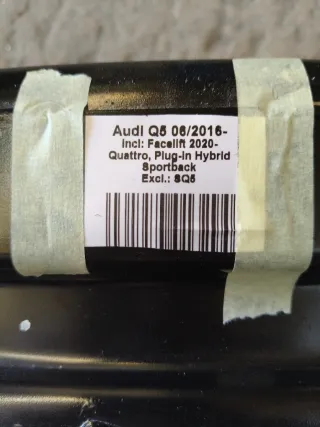 Audi Q5 06/2016-
Incl: Facelift 2020-
Quattro, Plug-in Hybrid
Sportback
Excl.: SQ5